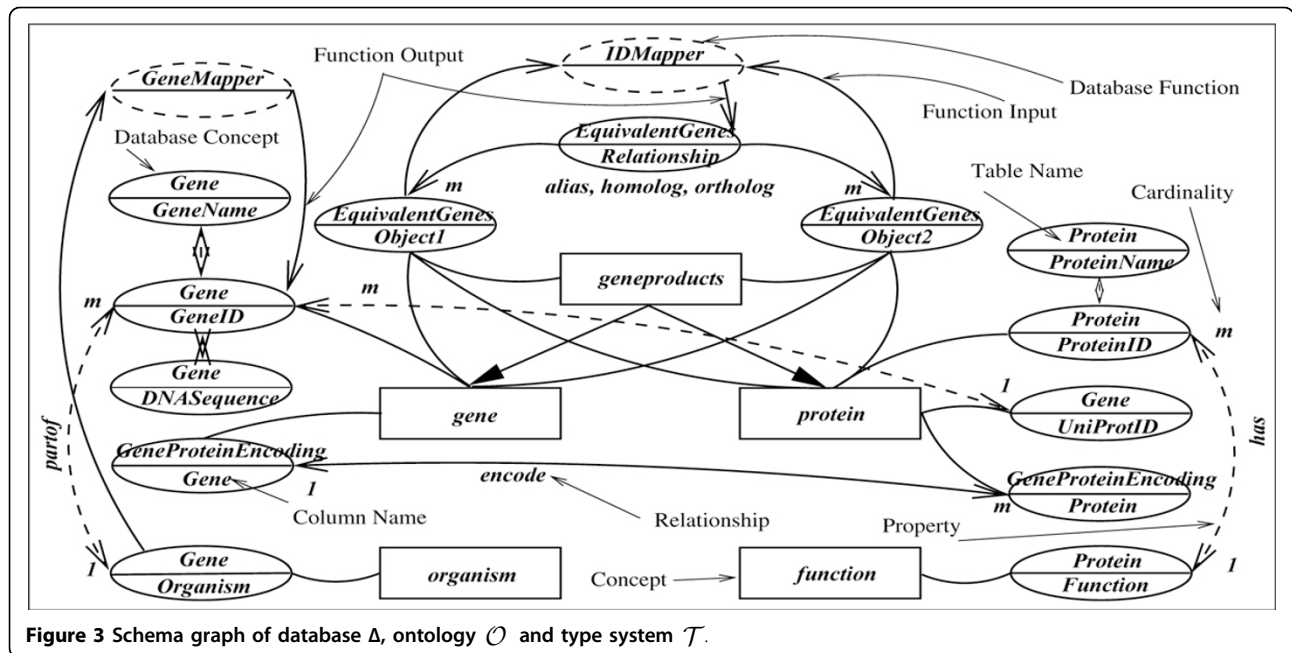 Function Output
IDMapper
GeneMapper
Database Function
Function Input
Database Concept
EquivalentGenes
Relationship
Table Name
Gene
GeneName
m
alias, homolog, ortholog
m
Cardinality
EquivalentGenes
Object1
EquivalentGenes
Object2
Protein
ProteinName
geneproducts
m
Gene
GeneID
m
Protein
ProteinID
m
Gene
DNASequence
gene
protein
1
Gene
UniProtID
partof
has
GeneProteinEncoding
Gene
1
encode
GeneProteinEncoding
Protein
m
Column Name
Relationship
Property
1
Gene
Organism
organism
Concept
function
Protein
Function
1
Figure 3 Schema graph of database Δ, ontology 𝒪 and type system 𝒯.